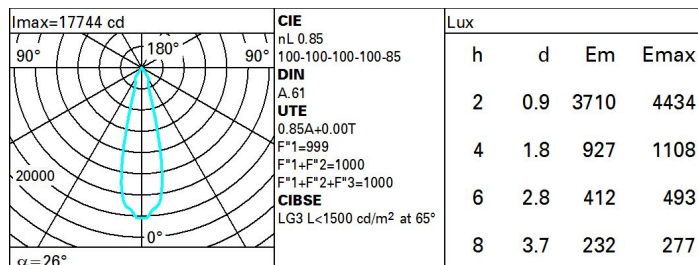 Imax=17744 cd
90°
180°
90°
20000
0°
α=26°
CIE
nL 0.85
100-100-100-100-85
DIN
A.61
UTE
0.85A+0.00T
F"1=999
F"1+F"2=1000
F"1+F"2+F"3=1000
CIBSE
LG3 L<1500 cd/m² at 65°
Lux
h d Em Emax
2 0.9 3710 4434
4 1.8 927 1108
6 2.8 412 493
8 3.7 232 277